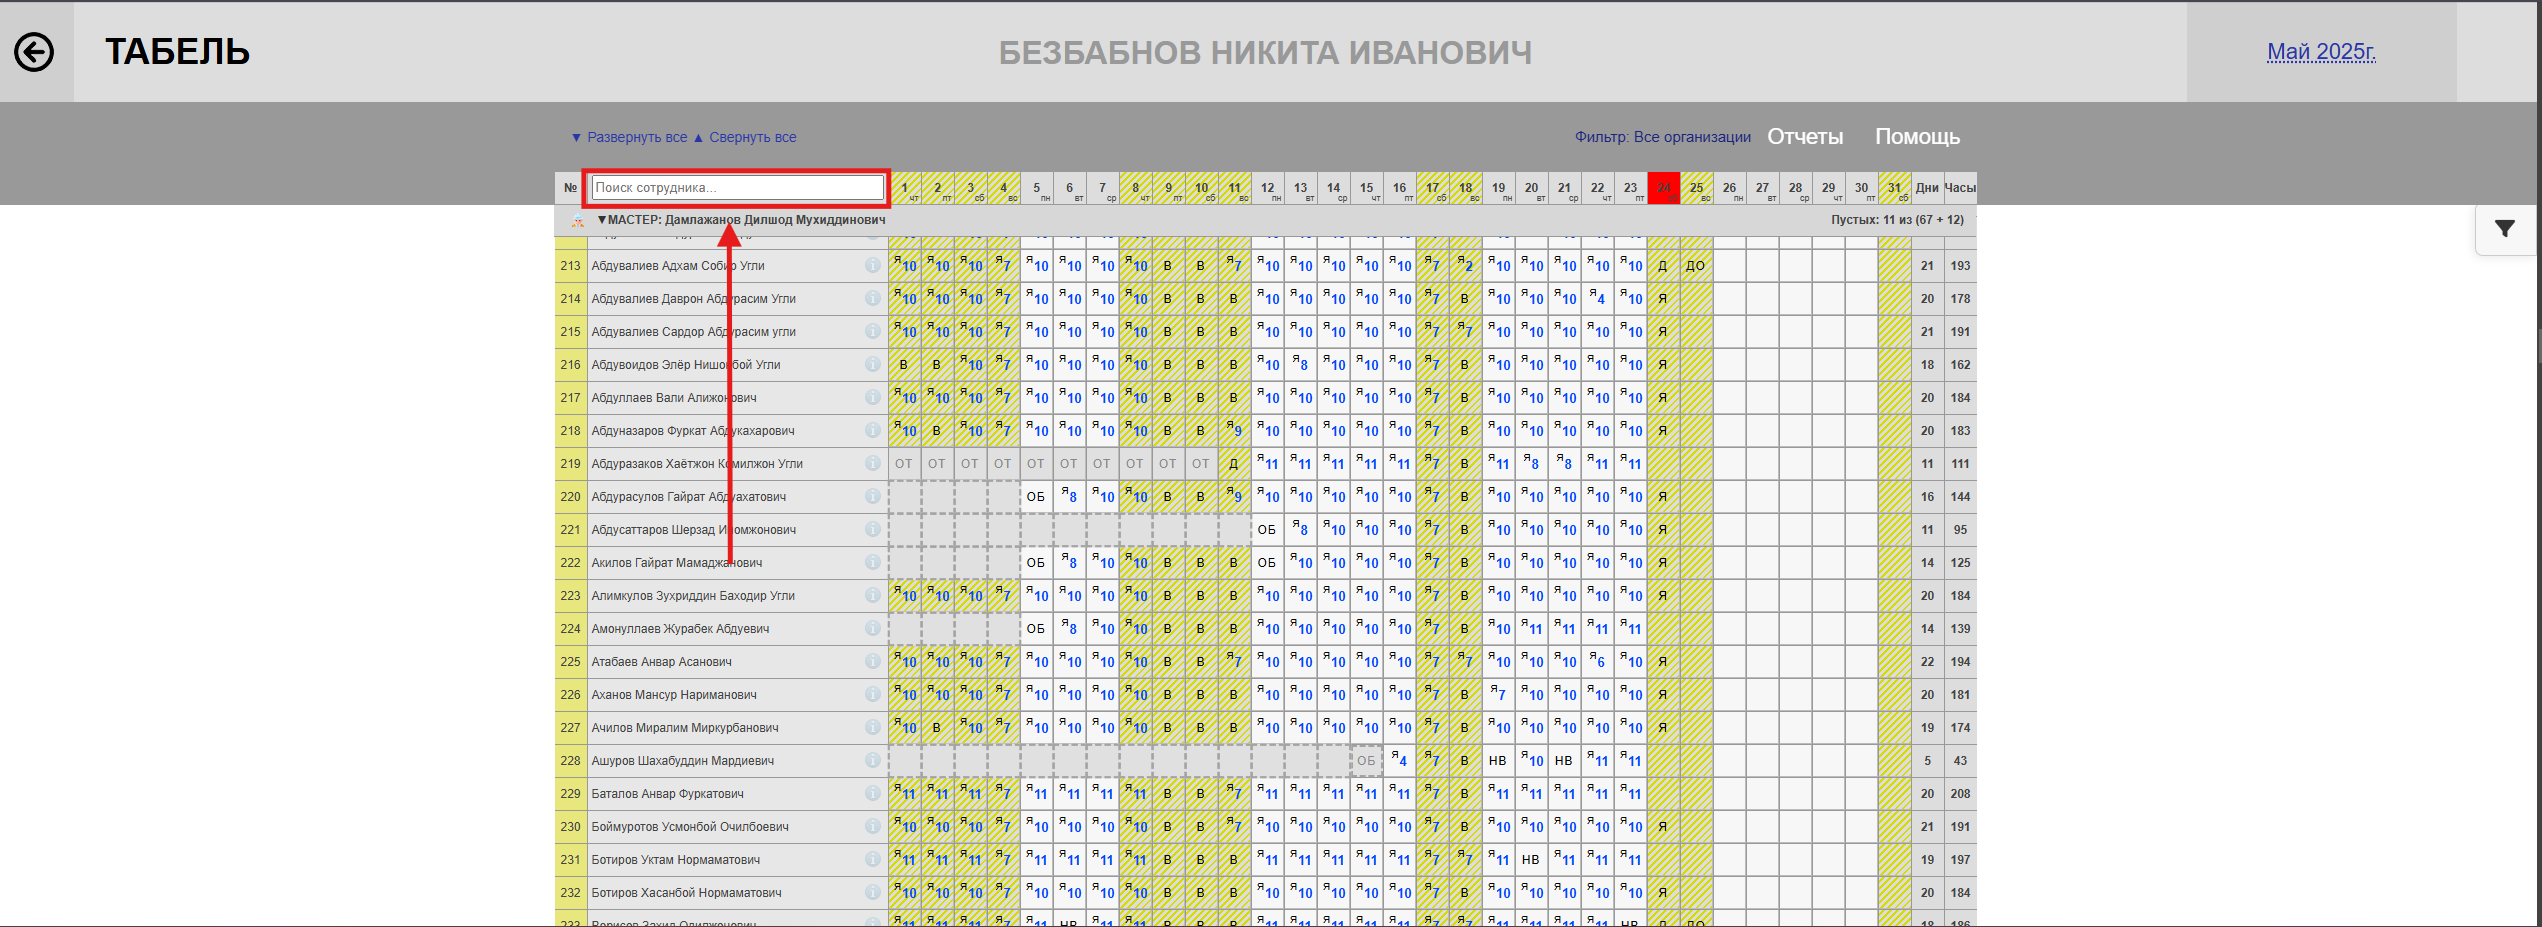 ТАБЕЛЬ БЕЗБАБНОВ НИКИТА ИВАНОВИЧ Май 2025г.
▼ Развернуть все ▲ Свернуть все Фильтр: Все организации Отчеты Помощь
№ Поиск сотрудника... 1 чт 2 пт 3 сб 4 вс 5 пн 6 вт 7 ср 8 чт 9 пт 10 сб 11 вс 12 пн 13 вт 14 ср 15 чт 16 пт 17 сб 18 вс 19 пн 20 вт 21 ср 22 чт 23 пт 24 сб 25 вс 26 пн 27 вт 28 ср 29 чт 30 пт 31 сб Дни Часы
▼МАСТЕР: Дамлажанов Дилшод Мухиддинович Пустых: 11 из (67 + 12)
213 Абдувалиев Адхам Собир Угли Я10 Я10 Я10 Я7 Я10 Я10 Я10 Я10 В В Я7 Я10 Я10 Я10 Я10 Я10 Я7 Я2 Я10 Я10 Я10 Я10 Я10 Д ДО 21 193
214 Абдувалиев Даврон Абдурасим Угли Я10 Я10 Я10 Я7 Я10 Я10 Я10 Я10 В В В Я10 Я10 Я10 Я10 Я10 Я7 В Я10 Я10 Я10 Я4 Я10 Я 20 178
215 Абдувалиев Сардор Абдурасим угли Я10 Я10 Я10 Я7 Я10 Я10 Я10 Я10 В В В Я10 Я10 Я10 Я10 Я10 Я7 Я7 Я10 Я10 Я10 Я10 Я10 Я 21 191
216 Абдувоидов Элёр Нишонбой Угли В В Я10 Я7 Я10 Я10 Я10 Я10 В В В Я10 Я8 Я10 Я10 Я10 Я7 В Я10 Я10 Я10 Я10 Я10 Я 18 162
217 Абдуллаев Вали Алижонович Я10 Я10 Я10 Я7 Я10 Я10 Я10 Я10 В В В Я10 Я10 Я10 Я10 Я10 Я7 В Я10 Я10 Я10 Я10 Я10 Я 20 184
218 Абдуназаров Фуркат Абдукахарович Я10 В Я10 Я7 Я10 Я10 Я10 Я10 В В Я9 Я10 Я10 Я10 Я10 Я10 Я7 В Я10 Я10 Я10 Я10 Я10 Я 20 183
219 Абдуразаков Хаётжон Комилжон Угли ОТ ОТ ОТ ОТ ОТ ОТ ОТ ОТ ОТ ОТ Д Я11 Я11 Я11 Я11 Я11 Я7 В Я11 Я8 Я8 Я11 Я11 11 111
220 Абдурасулов Гайрат Абдуахатович ОБ Я8 Я10 Я10 В В Я9 Я10 Я10 Я10 Я10 Я10 Я7 В Я10 Я10 Я10 Я10 Я10 Я 16 144
221 Абдусаттаров Шерзад ОБ Я8 Я10 Я10 Я10 Я7 В Я10 Я10 Я10 Я10 Я10 Я 11 95
222 Акилов Гайрат Мамаджанович ОБ Я8 Я10 Я10 В В В ОБ Я10 Я10 Я10 Я10 Я7 В Я10 Я10 Я10 Я10 Я10 Я 14 125
223 Алимкулов Зухриддин Баходир Угли Я10 Я10 Я10 Я7 Я10 Я10 Я10 Я10 В В В Я10 Я10 Я10 Я10 Я10 Я7 В Я10 Я10 Я10 Я10 Я10 Я 20 184
224 Амонуллаев Журабек Абдуевич ОБ Я8 Я10 Я10 В В В Я10 Я10 Я10 Я10 Я10 Я7 В Я10 Я11 Я11 Я11 Я11 14 139
225 Атабаев Анвар Асанович Я10 Я10 Я10 Я7 Я10 Я10 Я10 Я10 В В Я7 Я10 Я10 Я10 Я10 Я10 Я7 Я7 Я10 Я10 Я10 Я6 Я10 Я 22 194
226 Аханов Мансур Нариманович Я10 Я10 Я10 Я7 Я10 Я10 Я10 Я10 В В В Я10 Я10 Я10 Я10 Я10 Я7 В Я7 Я10 Я10 Я10 Я10 Я 20 181
227 Ачилов Миралим Миркурбанович Я10 В Я10 Я7 Я10 Я10 Я10 Я10 В В В Я10 Я10 Я10 Я10 Я10 Я7 В Я10 Я10 Я10 Я10 Я10 Я 19 174
228 Ашуров Шахабуддин Мардиевич ОБ Я4 Я7 В НВ Я10 НВ Я11 Я11 5 43
229 Баталов Анвар Фуркатович Я11 Я11 Я11 Я7 Я11 Я11 Я11 Я11 В В Я7 Я11 Я11 Я11 Я11 Я11 Я7 В Я11 Я11 Я11 Я11 Я11 20 208
230 Боймуротов Усмонбой Очилбоевич Я10 Я10 Я10 Я7 Я10 Я10 Я10 Я10 В В Я7 Я10 Я10 Я10 Я10 Я10 Я7 В Я10 Я10 Я10 Я10 Я10 Я 21 191
231 Ботиров Уктам Нормаматович Я11 Я11 Я11 Я7 Я11 Я11 Я11 Я11 В В В Я11 Я11 Я11 Я11 Я11 Я7 Я7 Я11 НВ Я11 Я11 Я11 19 197
232 Ботиров Хасанбой Нормаматович Я10 Я10 Я10 Я7 Я10 Я10 Я10 Я10 В В В Я10 Я10 Я10 Я10 Я10 Я7 В Я10 Я10 Я10 Я10 Я10 Я 20 184